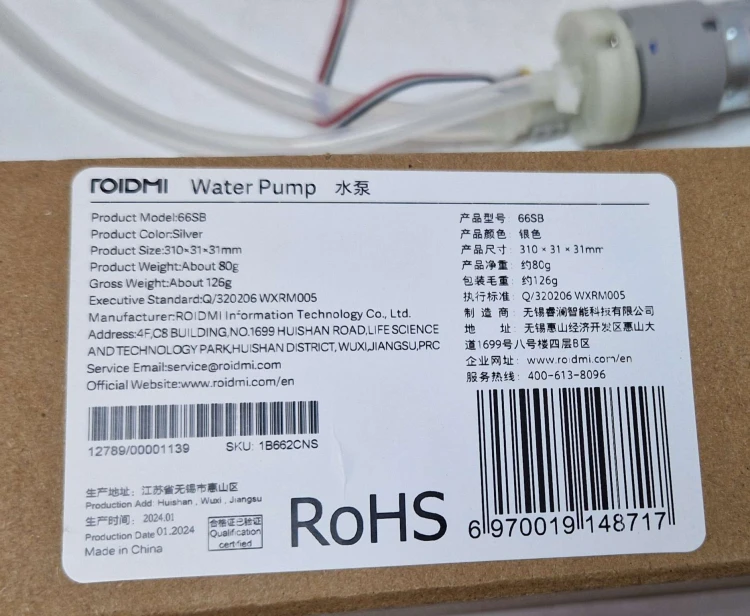 ROIDMI Water Pump 水泵
Product Model:66SB
Product Color:Silver
Product Size:310×31×31mm
Product Weight:About 80g
Gross Weight:About 126g
Executive Standard:Q/320206 WXRM005
Manufacturer:ROIDMI Information Technology Co., Ltd.
Address:4F,C8 BUILDING,NO.1699 HUISHAN ROAD,LIFE SCIENCE
AND TECHNOLOGY PARK,HUISHAN DISTRICT,WUXI,JIANGSU,PRC
Service Email:service@roidmi.com
Official Website:www.roidmi.com/en
产品型号: 66SB
产品颜色: 银色
产品尺寸: 310×31×31mm
产品净重: 约80g
包装毛重: 约126g
执行标准: Q/320206 WXRM005
制造商: 无锡睿澜智能科技有限公司
地址: 无锡惠山经济开发区惠山大
道1699号八号楼四层B区
企业网址: www.roidmi.com/en
服务热线: 400-613-8096
12789/00001139 SKU: 1B662CNS
生产地址: 江苏省无锡市惠山区
Production Add: Huishan, Wuxi, Jiangsu
生产时间: 2024.01
Production Date 01.2024
Made in China
合格证已验证
Qualification
certified
RoHS
6 970019 148717